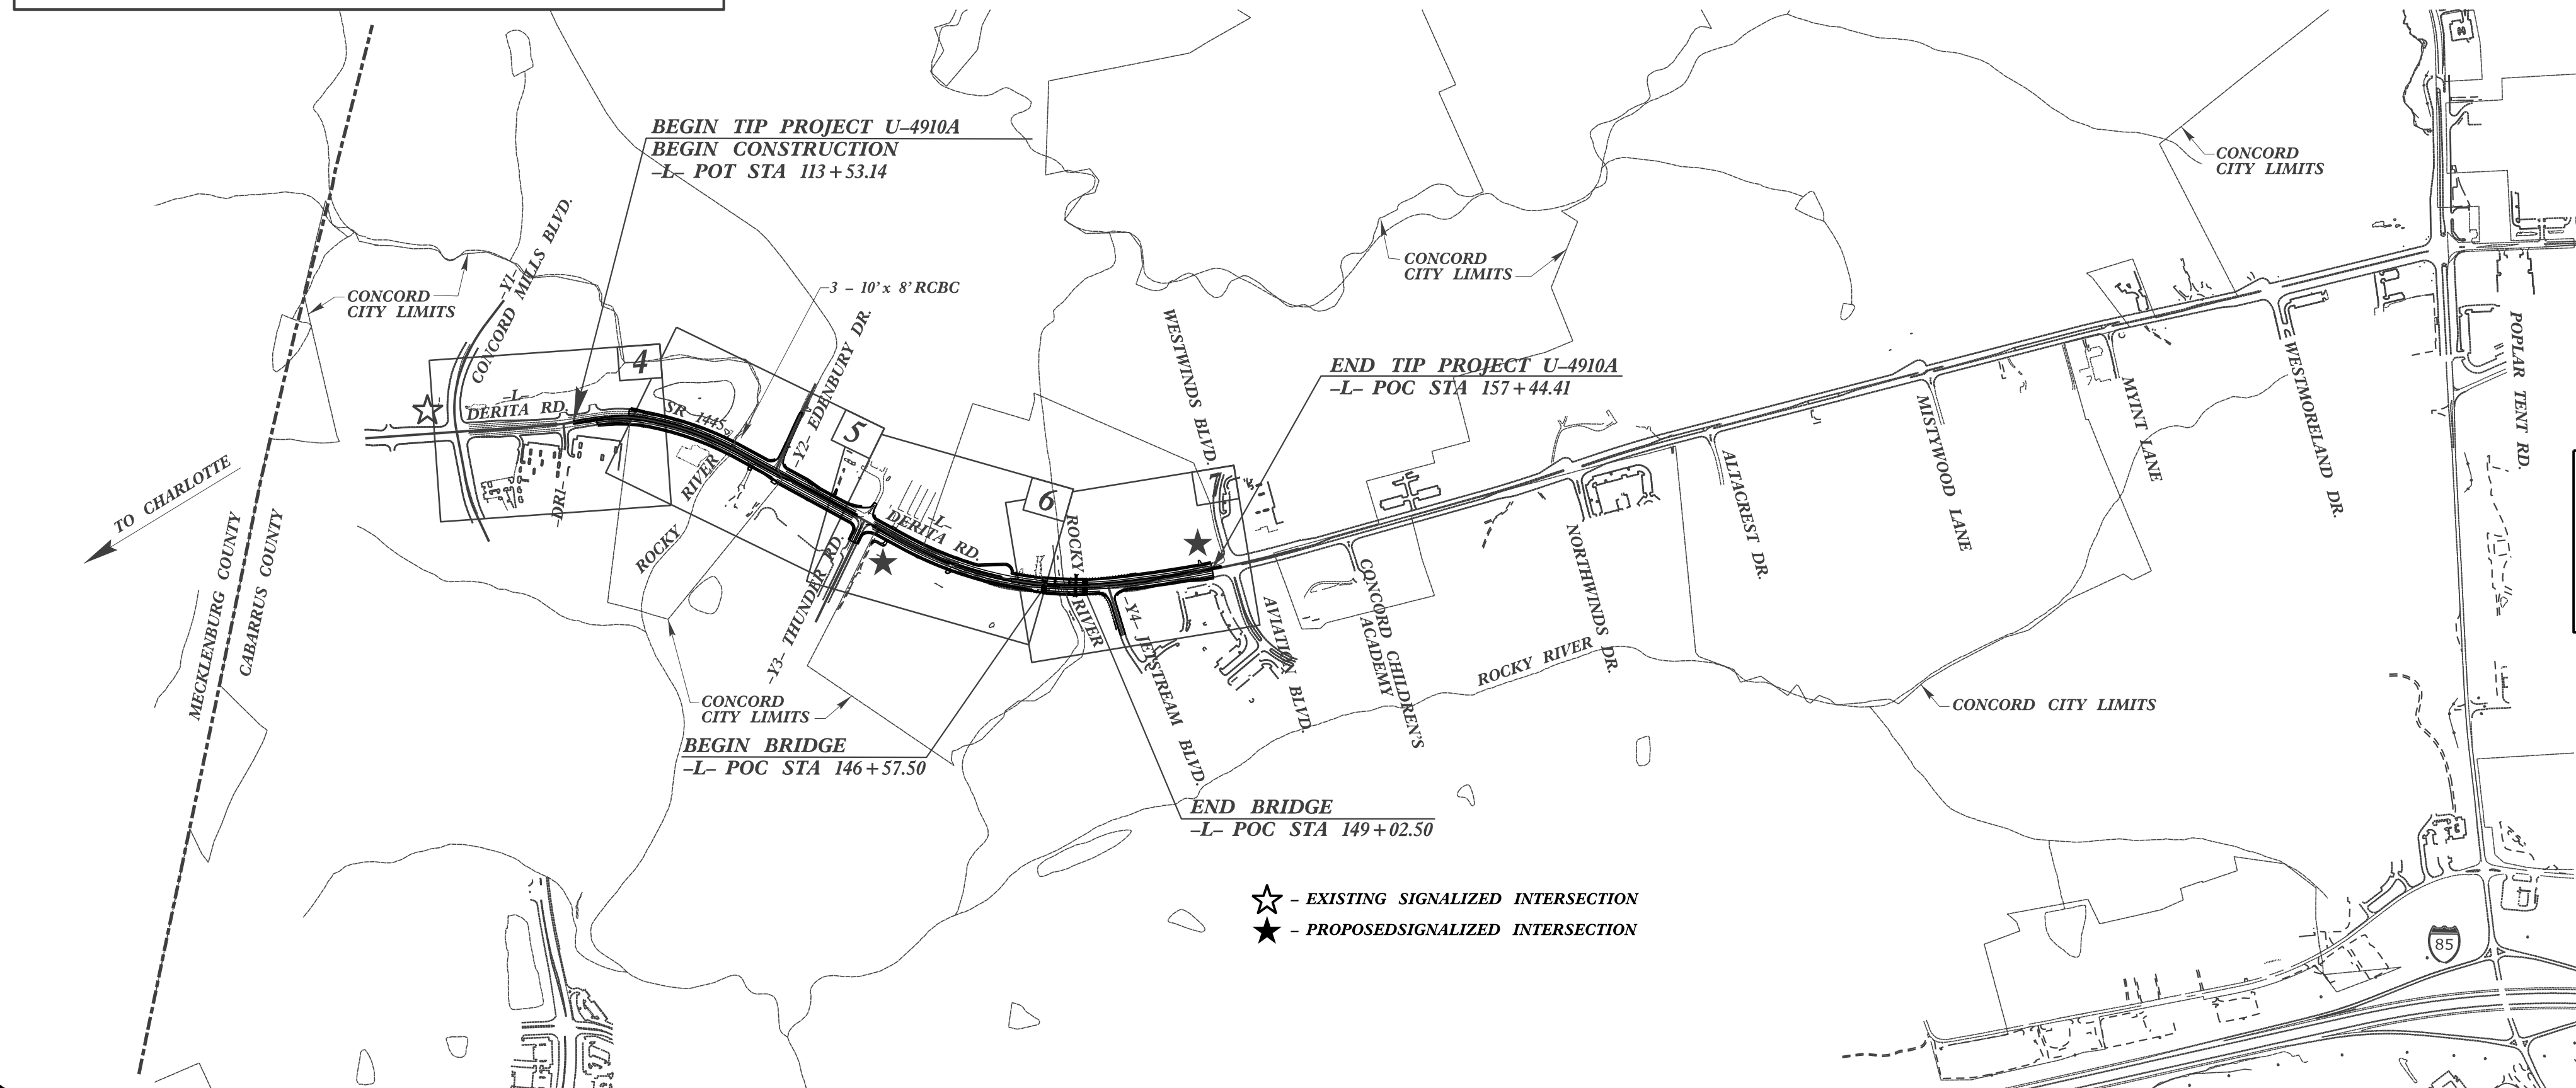 BEGIN TIP PROJECT U–4910A
BEGIN CONSTRUCTION
–L– POT STA 113+53.14
CONCORD
CITY LIMITS
–Y1–
CONCORD MILLS BLVD.
CONCORD
CITY LIMITS
3 – 10' x 8' RCBC
CONCORD
CITY LIMITS
–Y2– EDENBURY DR.
WESTWINDS BLVD.
END TIP PROJECT U–4910A
–L– POC STA 157+44.41
POPLAR TENT RD.
WESTMORELAND DR.
MYINT LANE
MISTYWOOD LANE
ALTACREST DR.
NORTHWINDS DR.
4
–L–
DERITA RD.
SR 1445
5
6
7
TO CHARLOTTE
–DRI–
ROCKY RIVER
–L–
DERITA RD.
ROCKY
RIVER
MECKLENBURG COUNTY
CABARRUS COUNTY
–Y3– THUNDER RD.
–Y4– JETSTREAM BLVD.
AVIATION BLVD.
CONCORD CHILDREN'S
ACADEMY
ROCKY RIVER
CONCORD
CITY LIMITS
CONCORD CITY LIMITS
BEGIN BRIDGE
–L– POC STA 146+57.50
END BRIDGE
–L– POC STA 149+02.50
– EXISTING SIGNALIZED INTERSECTION
– PROPOSEDSIGNALIZED INTERSECTION
85